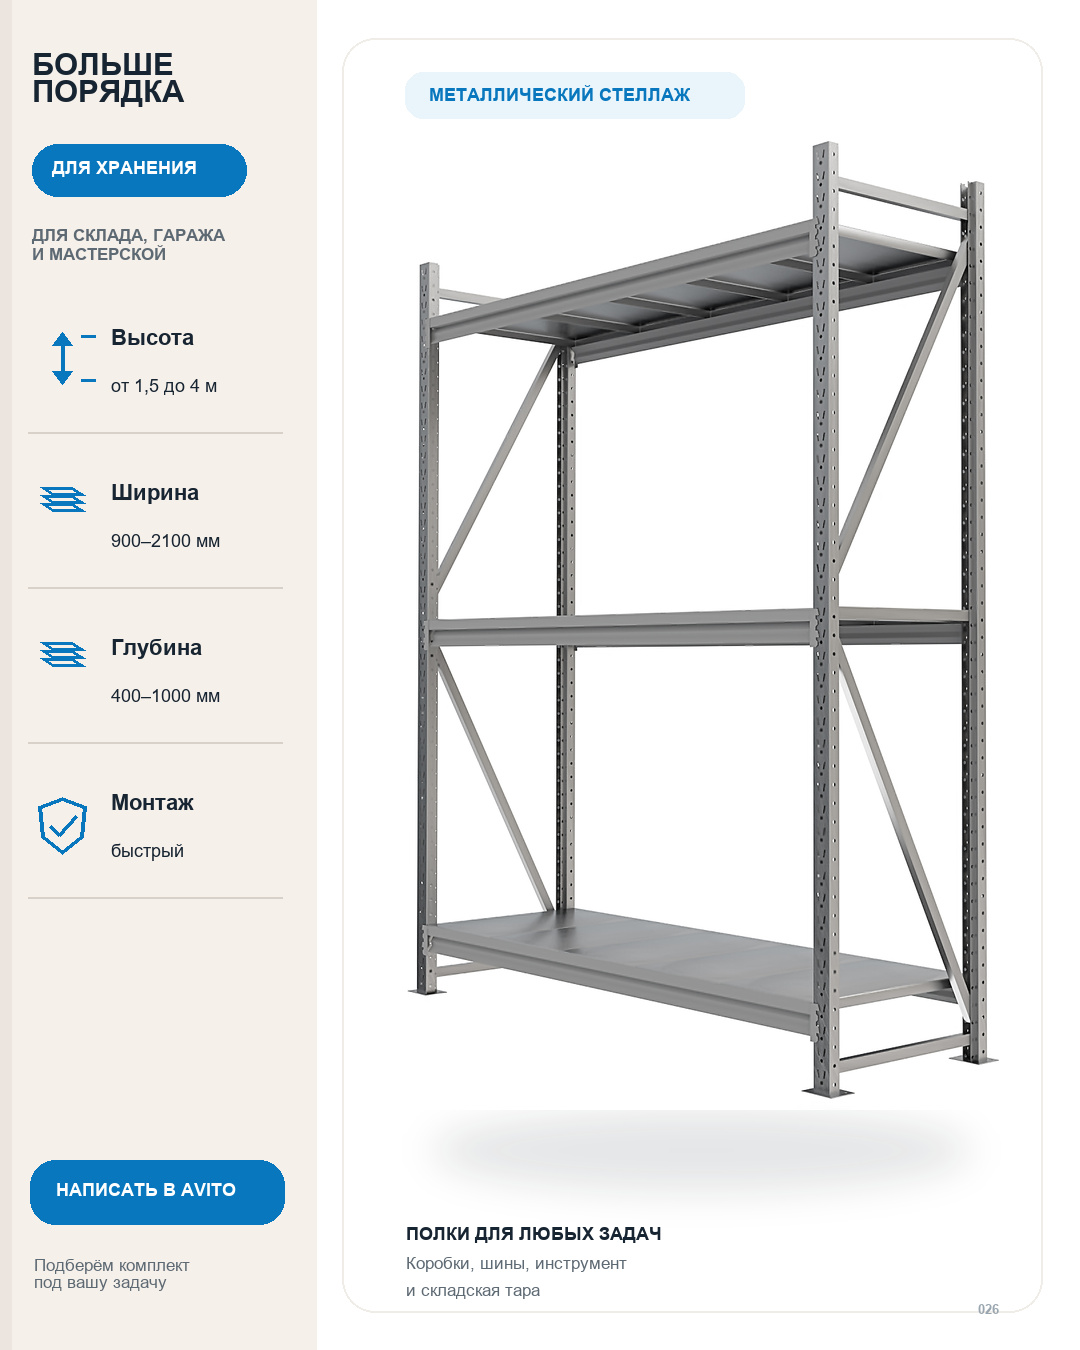 БОЛЬШЕ
ПОРЯДКА
ДЛЯ ХРАНЕНИЯ
ДЛЯ СКЛАДА, ГАРАЖА
И МАСТЕРСКОЙ
Высота
от 1,5 до 4 м
Ширина
900–2100 мм
Глубина
400–1000 мм
Монтаж
быстрый
НАПИСАТЬ В AVITO
Подберём комплект
под вашу задачу
МЕТАЛЛИЧЕСКИЙ СТЕЛЛАЖ
ПОЛКИ ДЛЯ ЛЮБЫХ ЗАДАЧ
Коробки, шины, инструмент
и складская тара
026